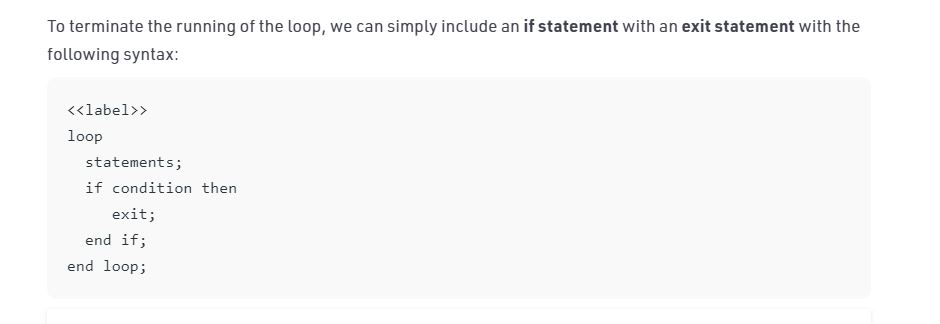 To terminate the running of the loop, we can simply include an if statement with an exit statement with the
following syntax:
<<label>>
loop
  statements;
  if condition then
     exit;
  end if;
end loop;